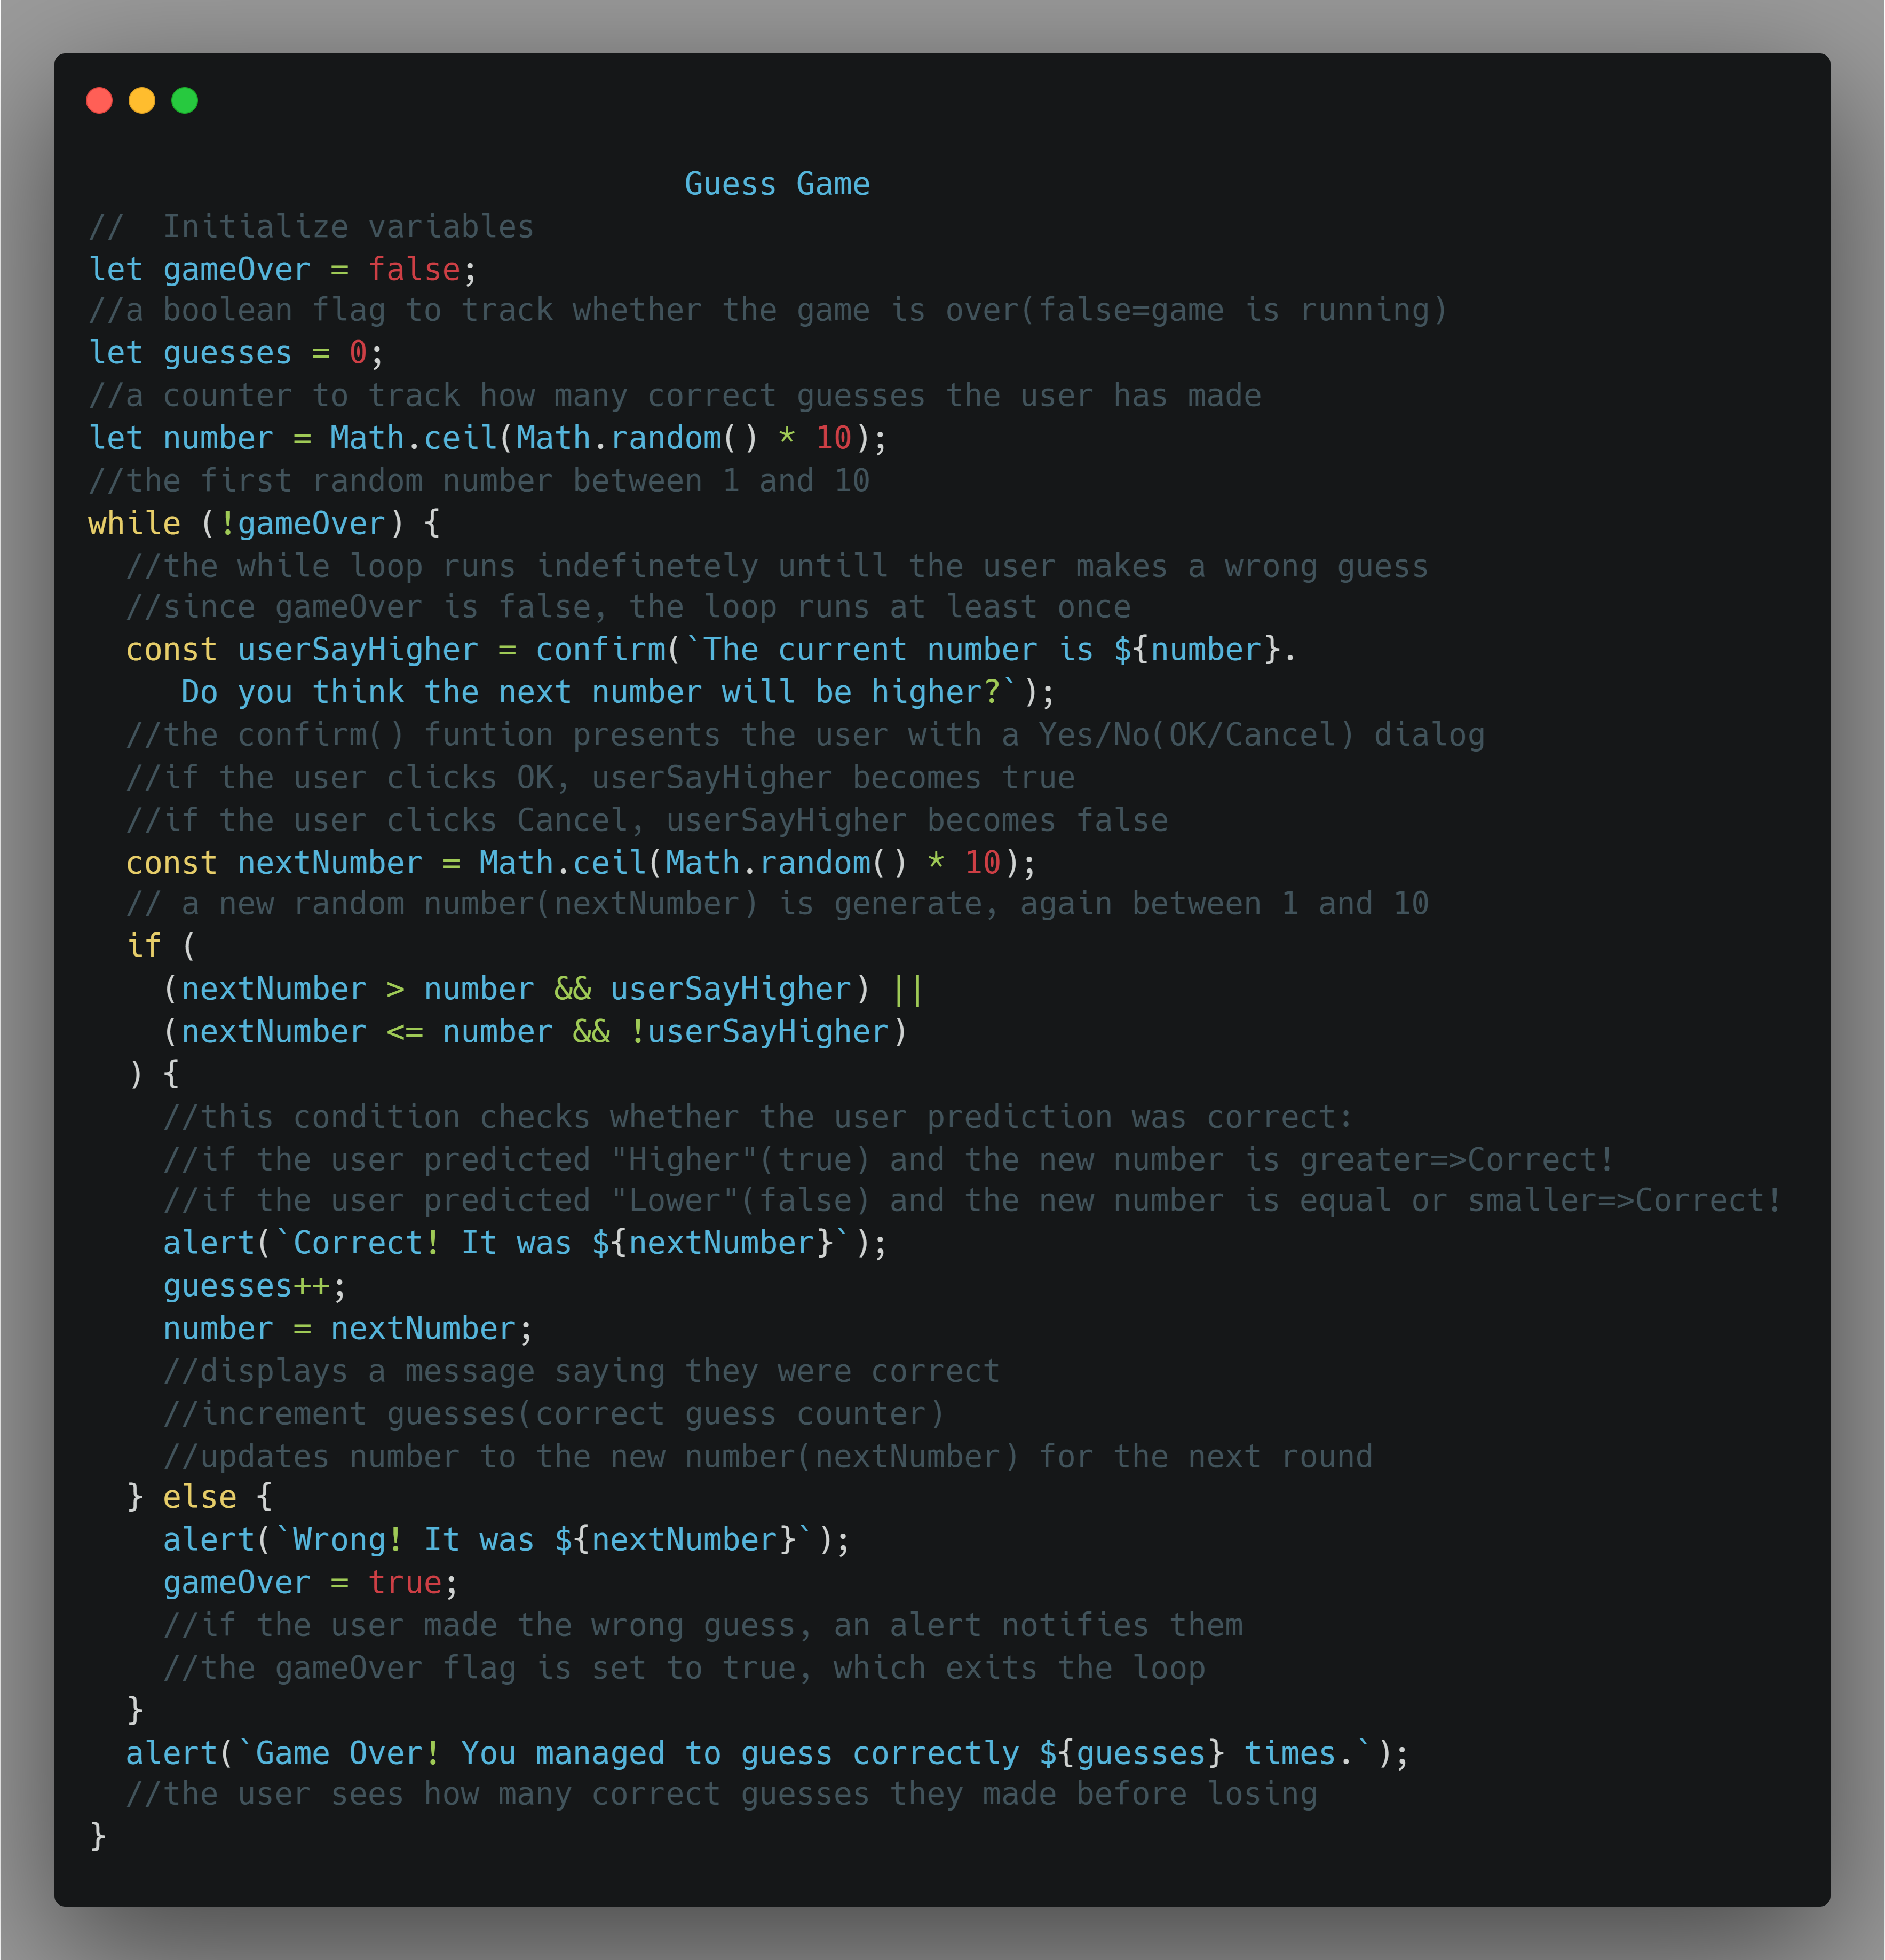 Guess Game
//  Initialize variables
let gameOver = false;
//a boolean flag to track whether the game is over(false=game is running)
let guesses = 0;
//a counter to track how many correct guesses the user has made
let number = Math.ceil(Math.random() * 10);
//the first random number between 1 and 10
while (!gameOver) {
  //the while loop runs indefinetely untill the user makes a wrong guess
  //since gameOver is false, the loop runs at least once
  const userSayHigher = confirm(`The current number is ${number}.
     Do you think the next number will be higher?`);
  //the confirm() funtion presents the user with a Yes/No(OK/Cancel) dialog
  //if the user clicks OK, userSayHigher becomes true
  //if the user clicks Cancel, userSayHigher becomes false
  const nextNumber = Math.ceil(Math.random() * 10);
  // a new random number(nextNumber) is generate, again between 1 and 10
  if (
    (nextNumber > number && userSayHigher) ||
    (nextNumber <= number && !userSayHigher)
  ) {
    //this condition checks whether the user prediction was correct:
    //if the user predicted "Higher"(true) and the new number is greater=>Correct!
    //if the user predicted "Lower"(false) and the new number is equal or smaller=>Correct!
    alert(`Correct! It was ${nextNumber}`);
    guesses++;
    number = nextNumber;
    //displays a message saying they were correct
    //increment guesses(correct guess counter)
    //updates number to the new number(nextNumber) for the next round
  } else {
    alert(`Wrong! It was ${nextNumber}`);
    gameOver = true;
    //if the user made the wrong guess, an alert notifies them
    //the gameOver flag is set to true, which exits the loop
  }
  alert(`Game Over! You managed to guess correctly ${guesses} times.`);
  //the user sees how many correct guesses they made before losing
}